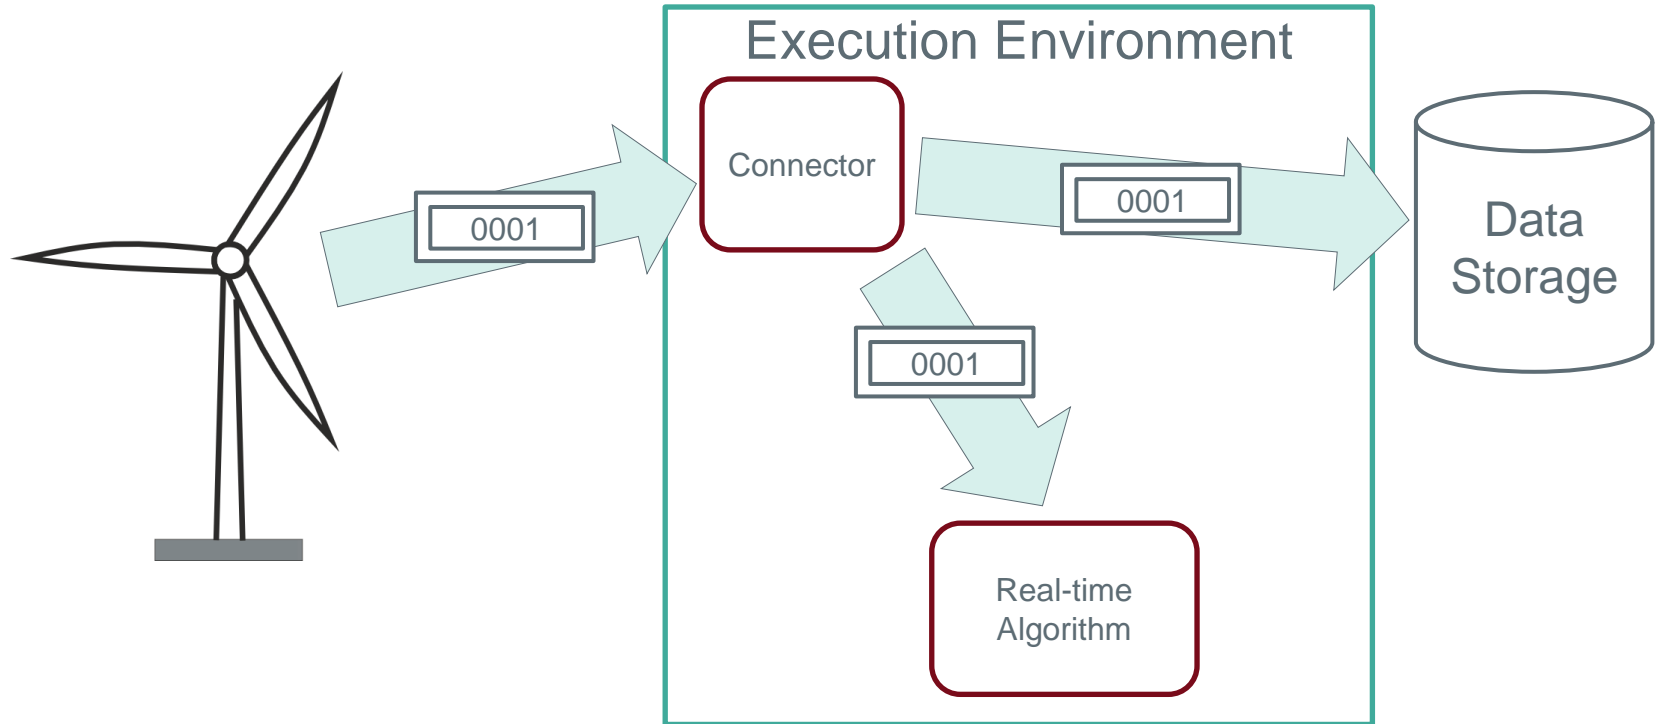 Execution Environment
Connector
0001
0001
Data
Storage
0001
Real-time
Algorithm